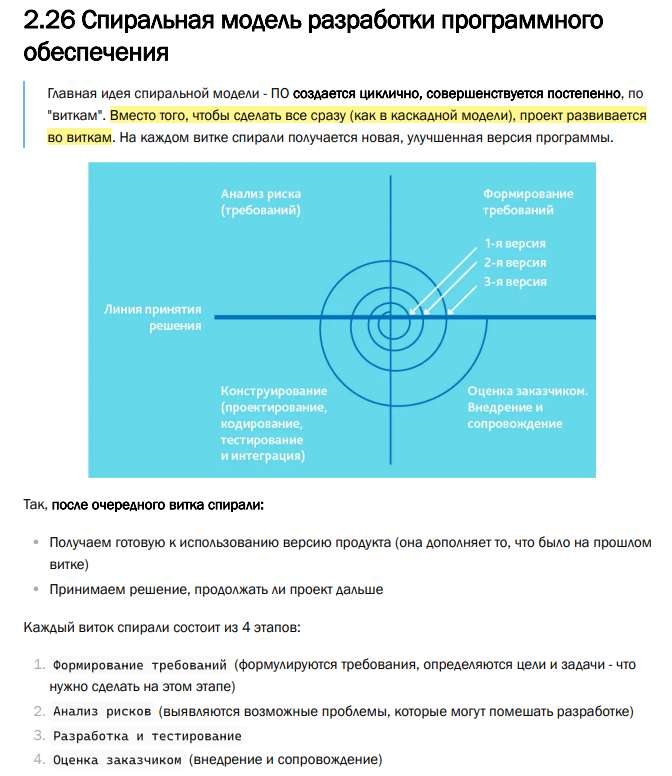 2.26 Спиральная модель разработки программного
обеспечения
Главная идея спиральной модели - ПО создается циклично, совершенствуется постепенно, по
"виткам". Вместо того, чтобы сделать все сразу (как в каскадной модели), проект развивается
во виткам. На каждом витке спирали получается новая, улучшенная версия программы.
Анализ риска
(требований)
Формирование
требований
1-я версия
2-я версия
3-я версия
Линия принятия
решения
Конструирование
(проектирование,
кодирование,
тестирование
и интеграция)
Оценка заказчиком.
Внедрение и
сопровождение
Так, после очередного витка спирали:
• Получаем готовую к использованию версию продукта (она дополняет то, что было на прошлом
витке)
• Принимаем решение, продолжать ли проект дальше
Каждый виток спирали состоит из 4 этапов:
1. Формирование требований (формулируются требования, определяются цели и задачи - что
нужно сделать на этом этапе)
2. Анализ рисков (выявляются возможные проблемы, которые могут помешать разработке)
3. Разработка и тестирование
4. Оценка заказчиком (внедрение и сопровождение)